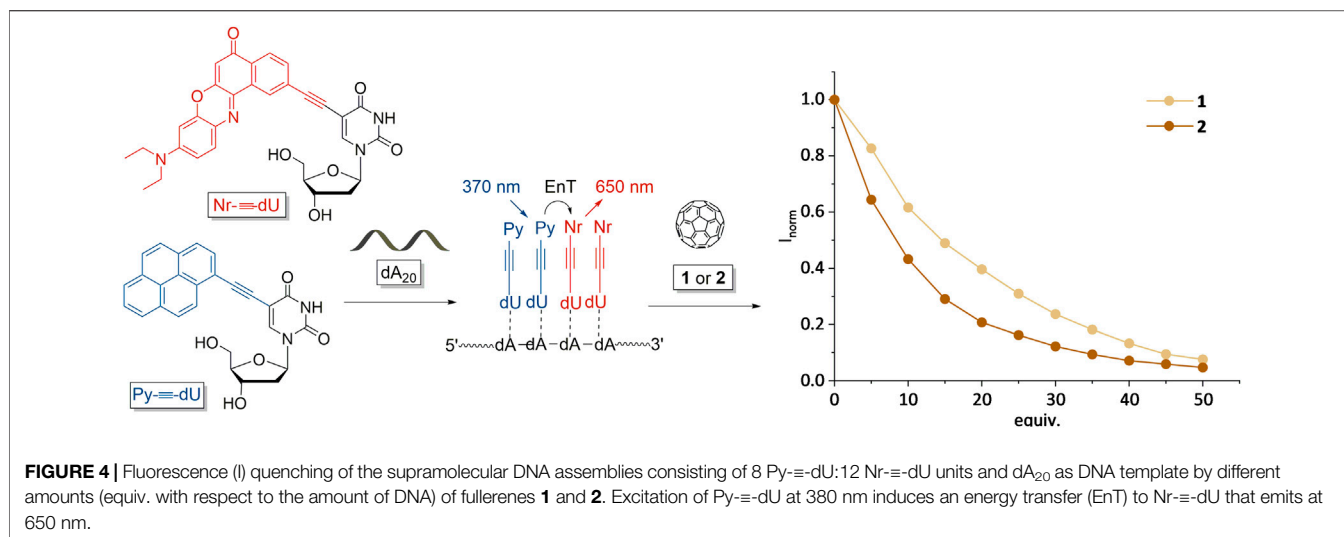 O
O
N
N
O
NH
N
O
HO
O
OH
Nr-≡-dU
O
NH
N
O
HO
O
HO
Py-≡-dU
dA20
370 nm
EnT
650 nm
Py
Py
Nr
Nr
dU
dU
dU
dU
5'
dA
dA
dA
dA
3'
1 or 2
1
2
Inorm
1.0
0.8
0.6
0.4
0.2
0.0
0 10 20 30 40 50
equiv.
FIGURE 4 | Fluorescence (I) quenching of the supramolecular DNA assemblies consisting of 8 Py-≡-dU:12 Nr-≡-dU units and dA20 as DNA template by different
amounts (equiv. with respect to the amount of DNA) of fullerenes 1 and 2. Excitation of Py-≡-dU at 380 nm induces an energy transfer (EnT) to Nr-≡-dU that emits at
650 nm.